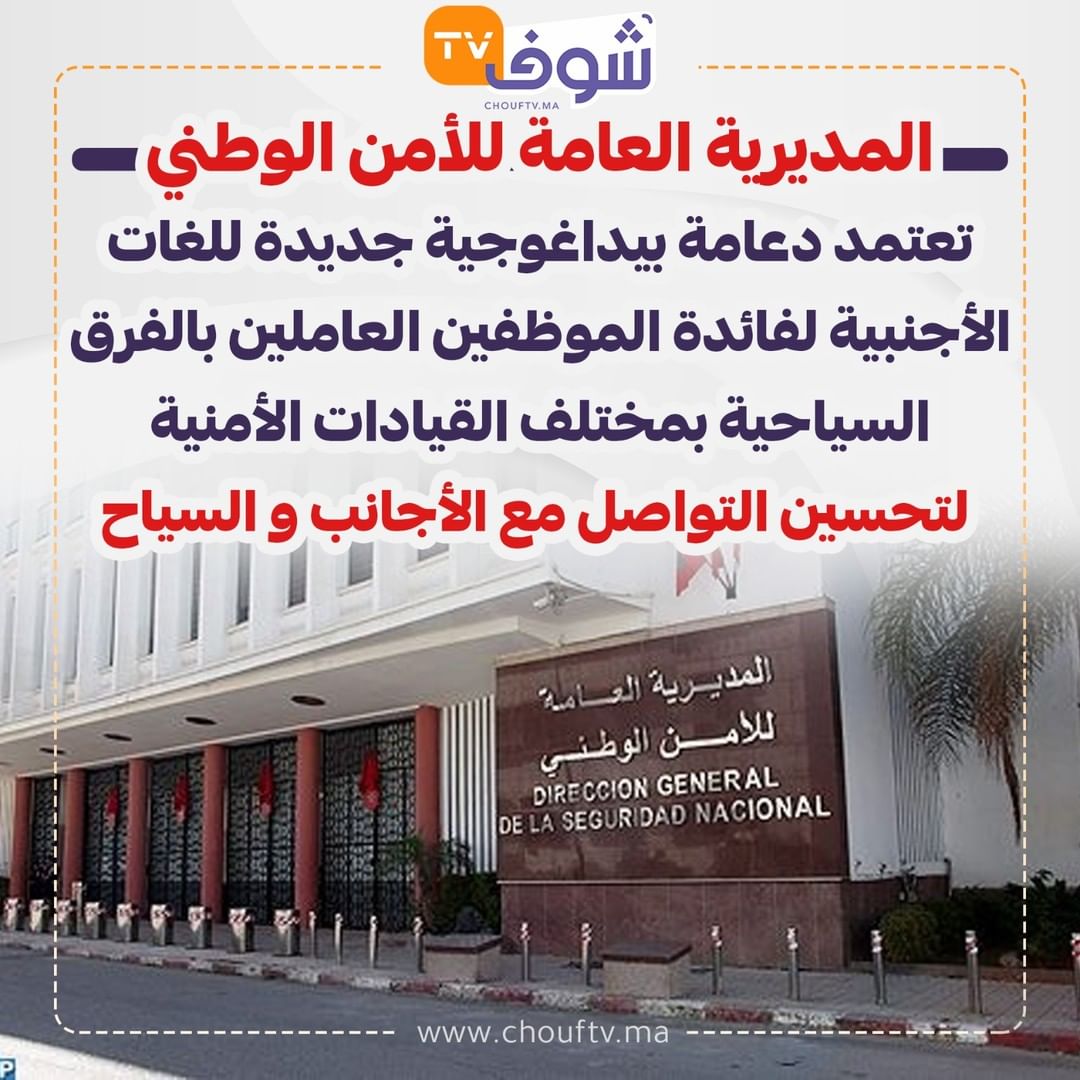 TV شوف
CHOUFTV.MA
المديرية العامة للأمن الوطني
تعتمد دعامة بيداغوجية جديدة للغات
الأجنبية لفائدة الموظفين العاملين بالفرق
السياحية بمختلف القيادات الأمنية
لتحسين التواصل مع الأجانب و السياح
المديرية العامة
للأمن الوطني
DIRECCION GENERAL
DE LA SEGURIDAD NACIONAL
www.chouftv.ma
P